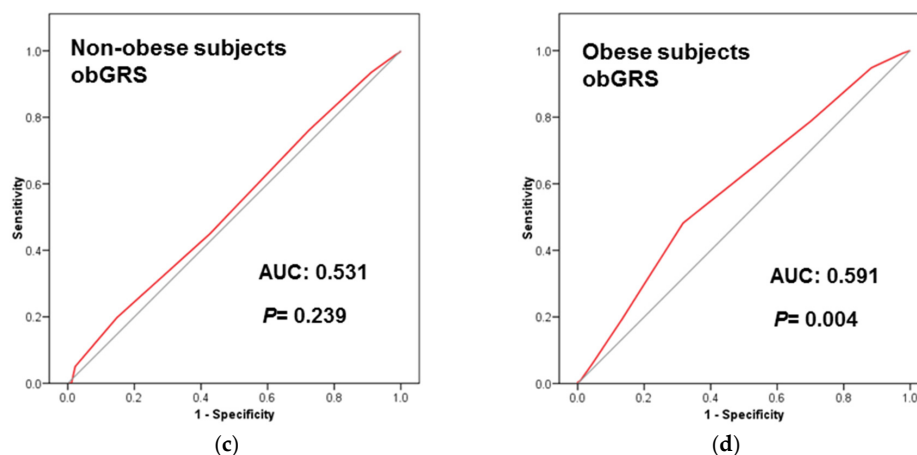 Non-obese subjects
obGRS
1.0
0.8
0.6
0.4
0.2
0.0
Sensitivity
AUC: 0.531
P= 0.239
0.0 0.2 0.4 0.6 0.8 1.0
1 - Specificity
(c)
Obese subjects
obGRS
1.0
0.8
0.6
0.4
0.2
0.0
Sensitivity
AUC: 0.591
P= 0.004
0.0 0.2 0.4 0.6 0.8 1.0
1 - Specificity
(d)